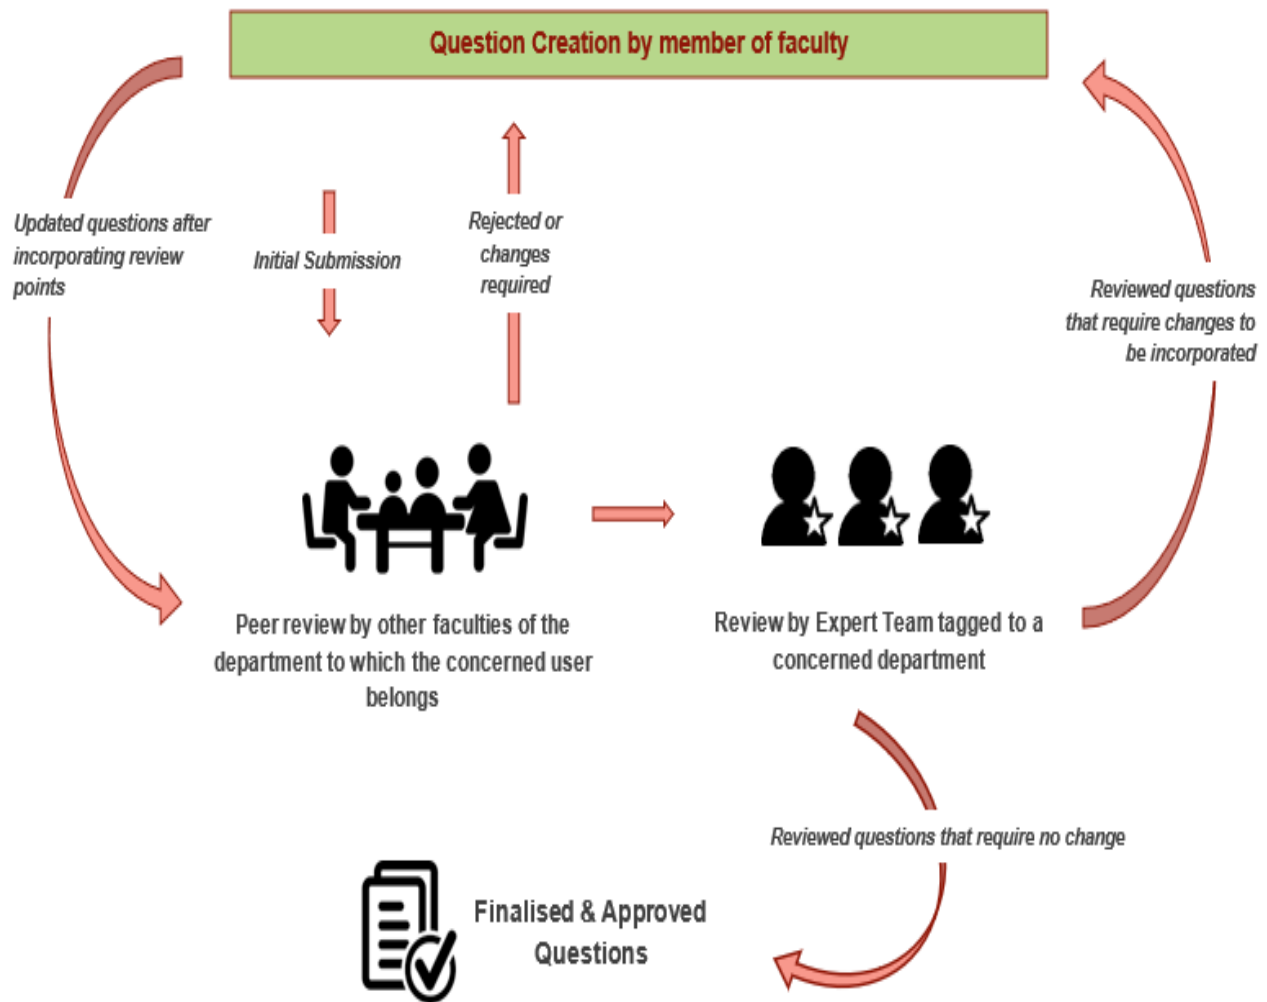 Question Creation by member of faculty
Updated questions after
incorporating review
points
Initial Submission
Rejected or
changes
required
Reviewed questions
that require changes to
be incorporated
Peer review by other faculties of the
department to which the concerned user
belongs
Review by Expert Team tagged to a
concerned department
Reviewed questions that require no change
Finalised & Approved
Questions